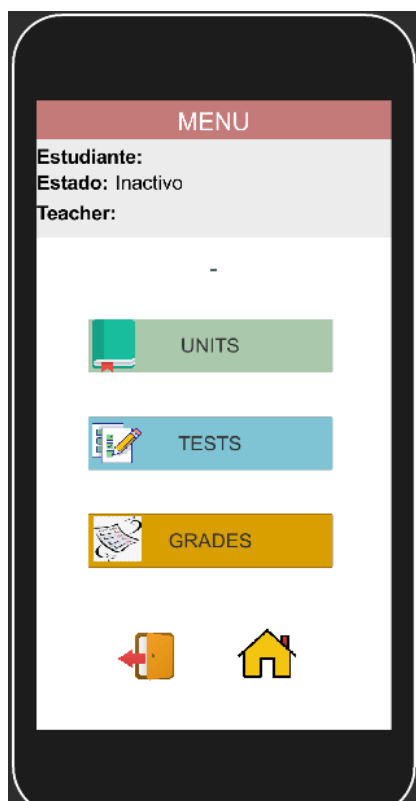 MENU
Estudiante:
Estado: Inactivo
Teacher:
-
UNITS
TESTS
GRADES